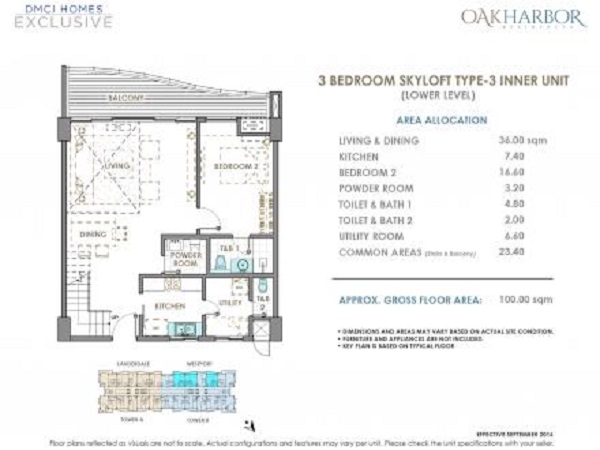 DMCI HOMES
EXCLUSIVE
OAKHARBOR
RESIDENCES
3 BEDROOM SKYLOFT TYPE-3 INNER UNIT
(LOWER LEVEL)
AREA ALLOCATION
LIVING & DINING 36.00 sqm
KITCHEN 7.40
BEDROOM 2 16.60
POWDER ROOM 3.20
TOILET & BATH 1 4.80
TOILET & BATH 2 2.00
UTILITY ROOM 6.60
COMMON AREAS (Stairs & Balcony) 23.40
APPROX. GROSS FLOOR AREA: 100.00 sqm
• DIMENSIONS AND AREAS MAY VARY BASED ON ACTUAL SITE CONDITION.
• FURNITURE AND APPLIANCES ARE NOT INCLUDED.
• KEY PLAN IS BASED ON TYPICAL FLOOR
BALCONY
LIVING
BEDROOM 2
DINING
T&B 1
POWDER
ROOM
KITCHEN
UTILITY
T&B
2
LAUDERDALE
WESTPORT
TOWER A
EFFECTIVE SEPTEMBER 2014
Floor plans reflected as visuals are not to scale. Actual configurations and features may vary per unit. Please check the unit specifications with your seller.